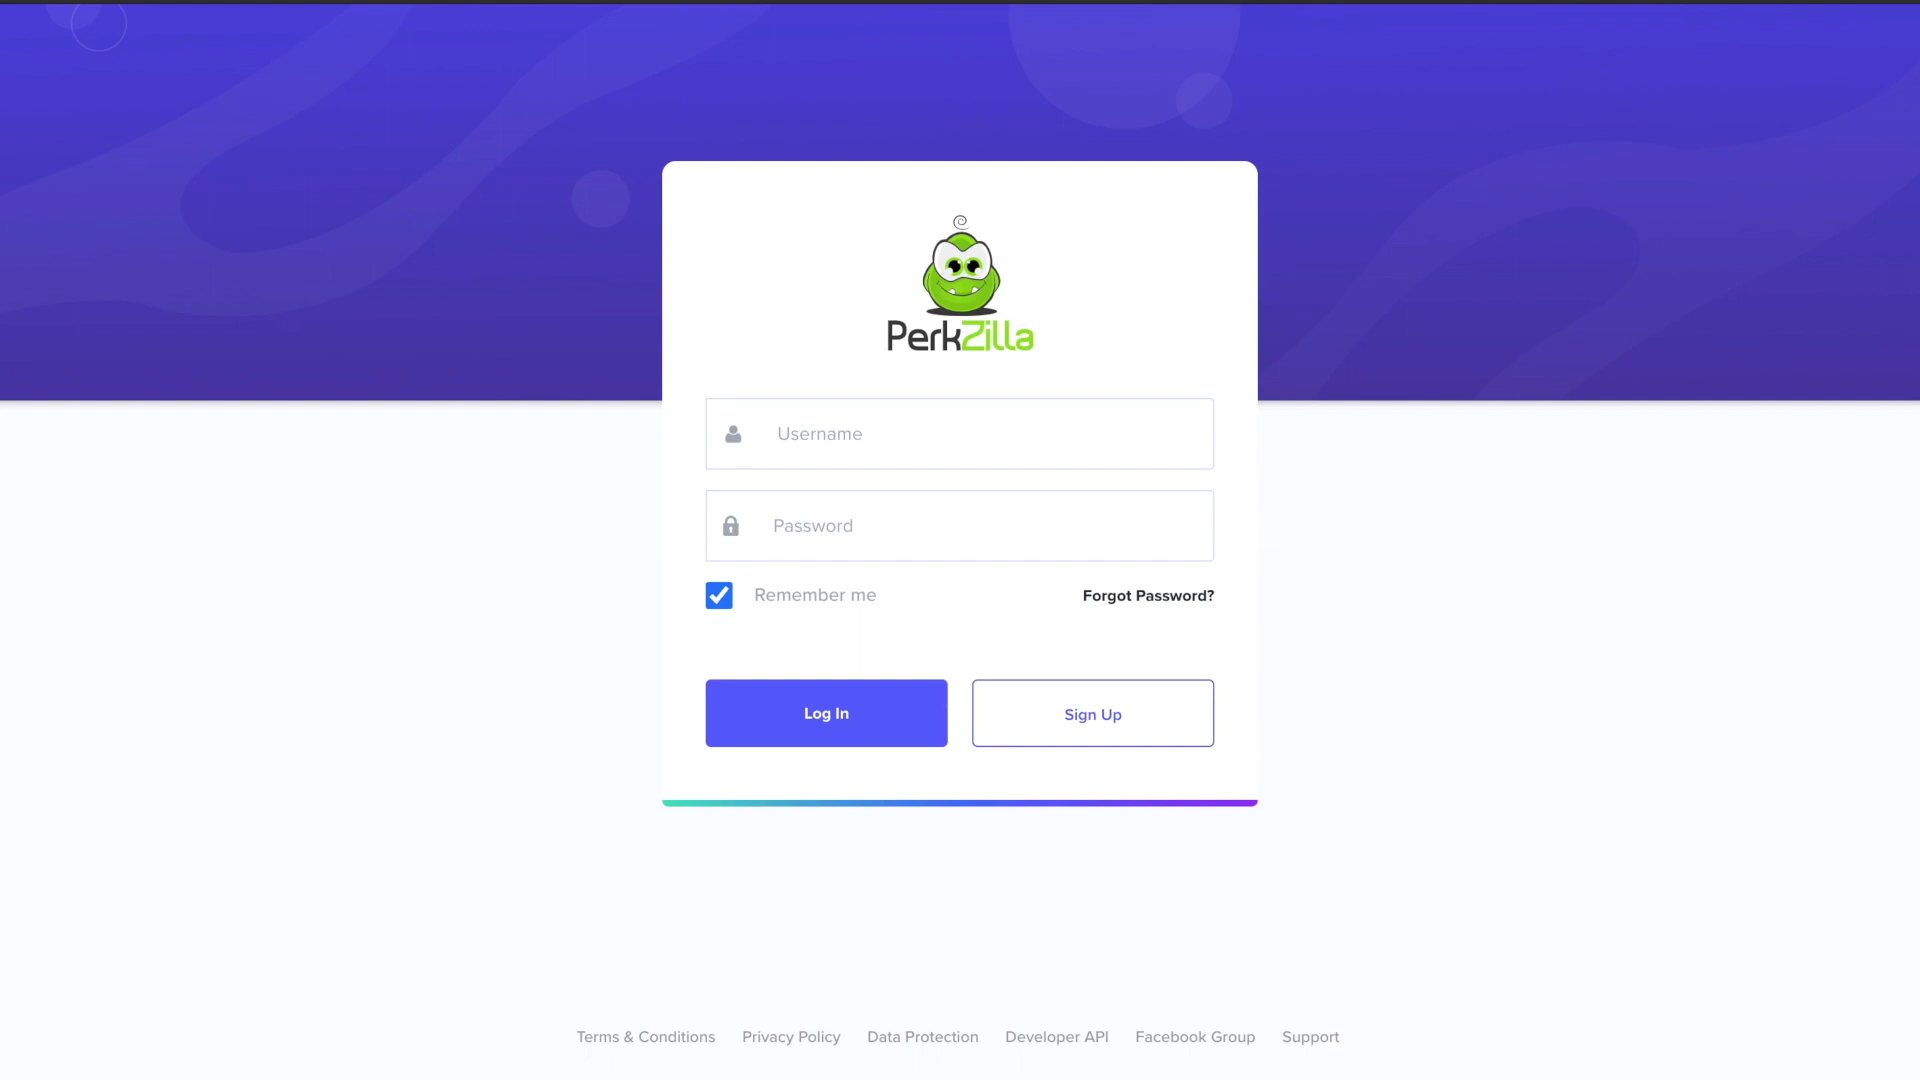 PerkZilla
Username
Password
Remember me
Forgot Password?
Log In
Sign Up
Terms & Conditions
Privacy Policy
Data Protection
Developer API
Facebook Group
Support